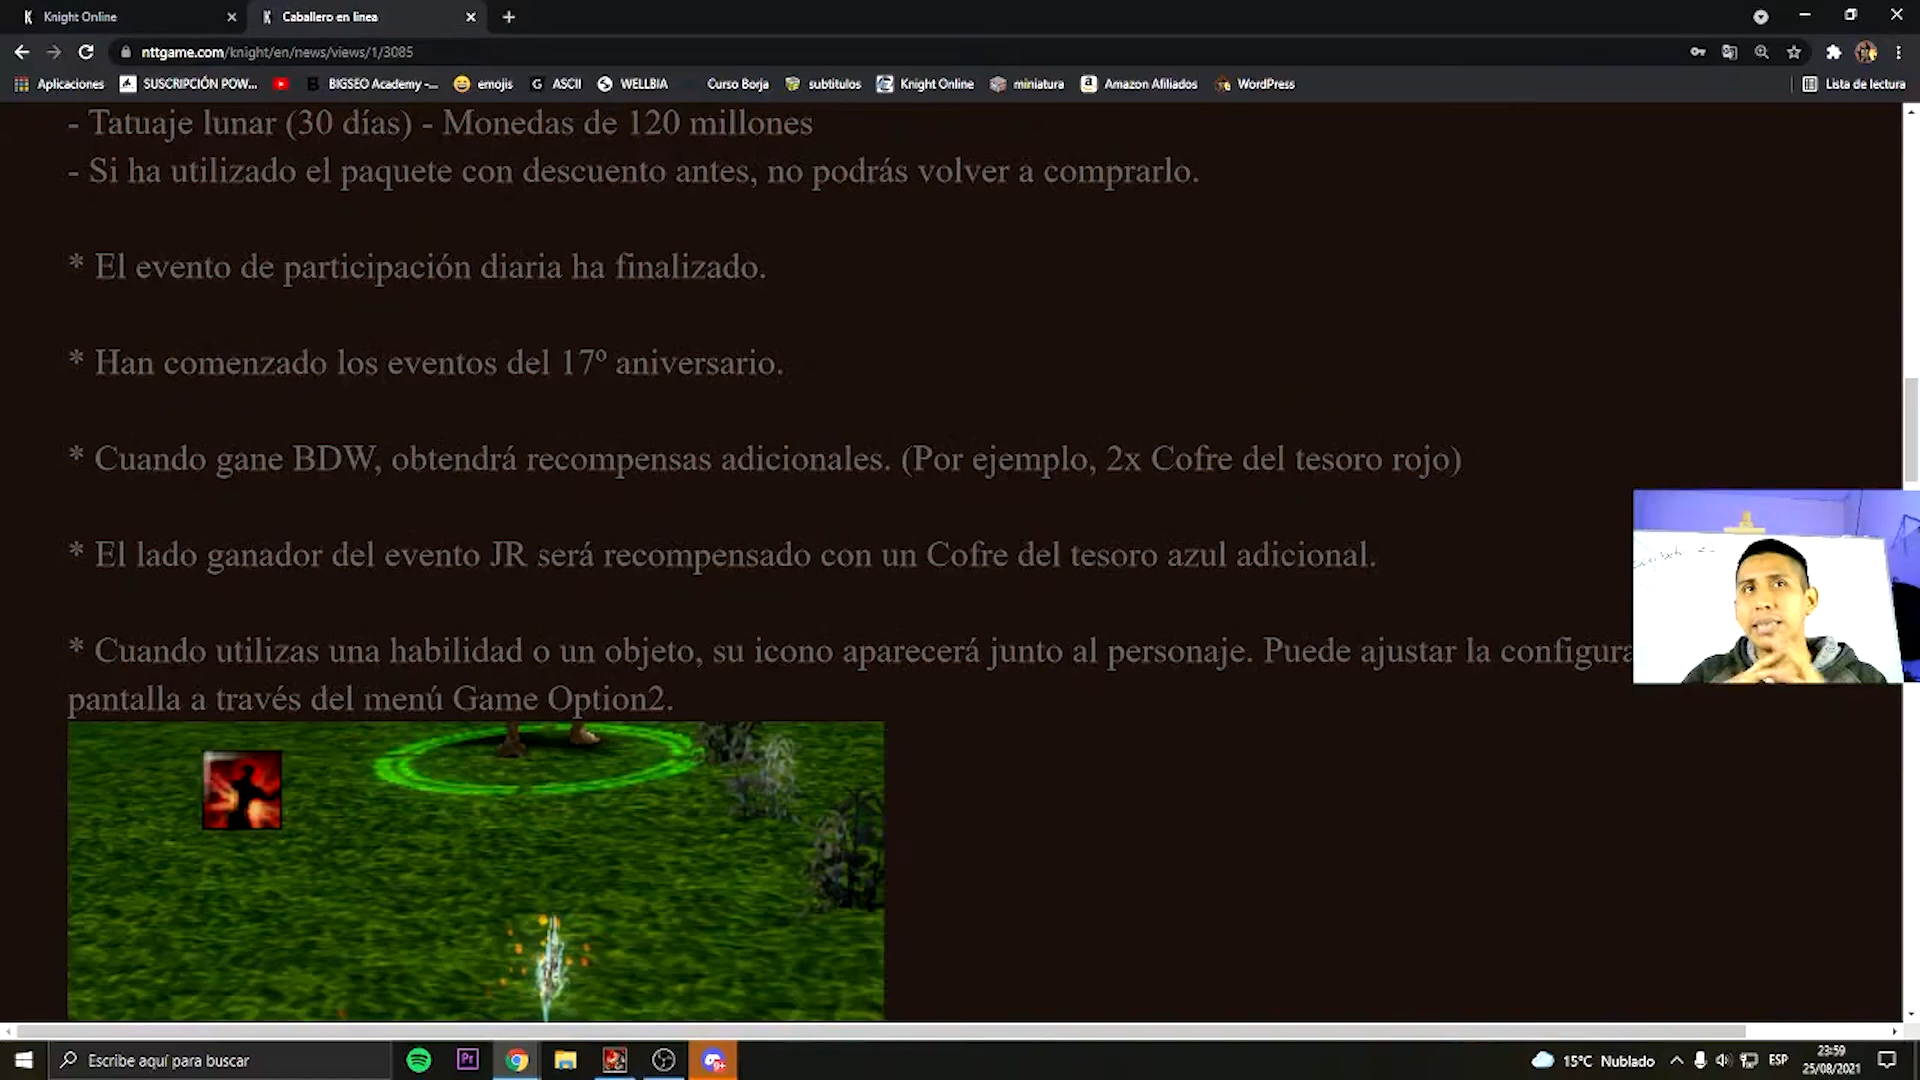 Knight Online
Caballero en linea
nttgame.com/knight/en/news/views/1/3085
Aplicaciones
SUSCRIPCIÓN POW...
BIGSEO Academy -...
emojis
ASCII
WELLBIA
Curso Borja
subtitulos
Knight Online
miniatura
Amazon Afiliados
WordPress
Lista de lectura
- Tatuaje lunar (30 días) - Monedas de 120 millones
- Si ha utilizado el paquete con descuento antes, no podrás volver a comprarlo.
* El evento de participación diaria ha finalizado.
* Han comenzado los eventos del 17º aniversario.
* Cuando gane BDW, obtendrá recompensas adicionales. (Por ejemplo, 2x Cofre del tesoro rojo)
* El lado ganador del evento JR será recompensado con un Cofre del tesoro azul adicional.
* Cuando utilizas una habilidad o un objeto, su icono aparecerá junto al personaje. Puede ajustar la configura
pantalla a través del menú Game Option2.
Escribe aquí para buscar
Pr
9+
15°C Nublado
ESP
23:59
25/08/2021